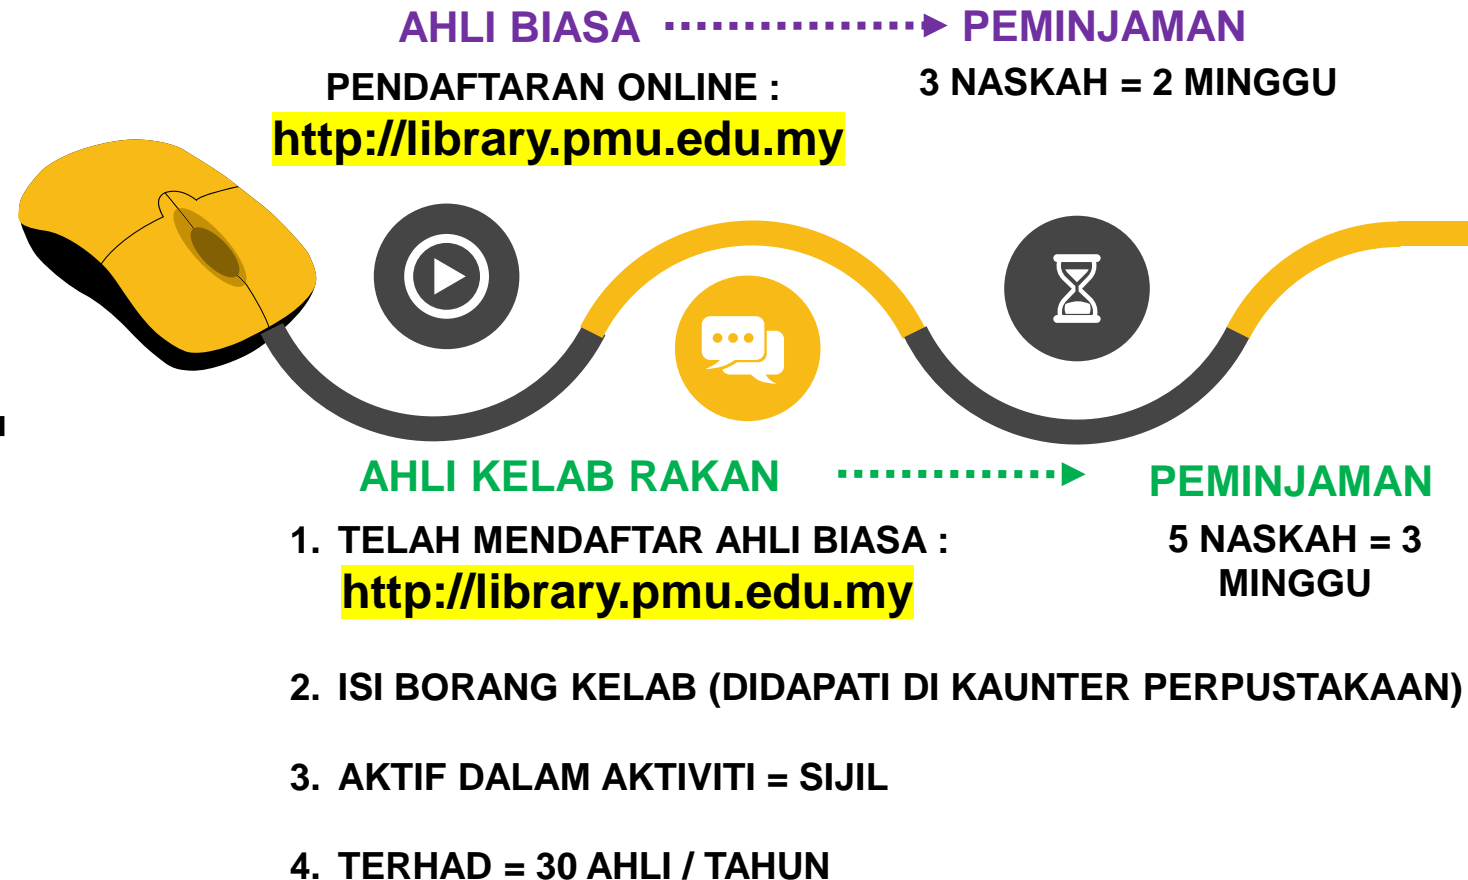 AHLI BIASA
PEMINJAMAN
PENDAFTARAN ONLINE :
http://library.pmu.edu.my
3 NASKAH = 2 MINGGU
AHLI KELAB RAKAN
PEMINJAMAN
1. TELAH MENDAFTAR AHLI BIASA :
http://library.pmu.edu.my
5 NASKAH = 3
MINGGU
2. ISI BORANG KELAB (DIDAPATI DI KAUNTER PERPUSTAKAAN)
3. AKTIF DALAM AKTIVITI = SIJIL
4. TERHAD = 30 AHLI / TAHUN